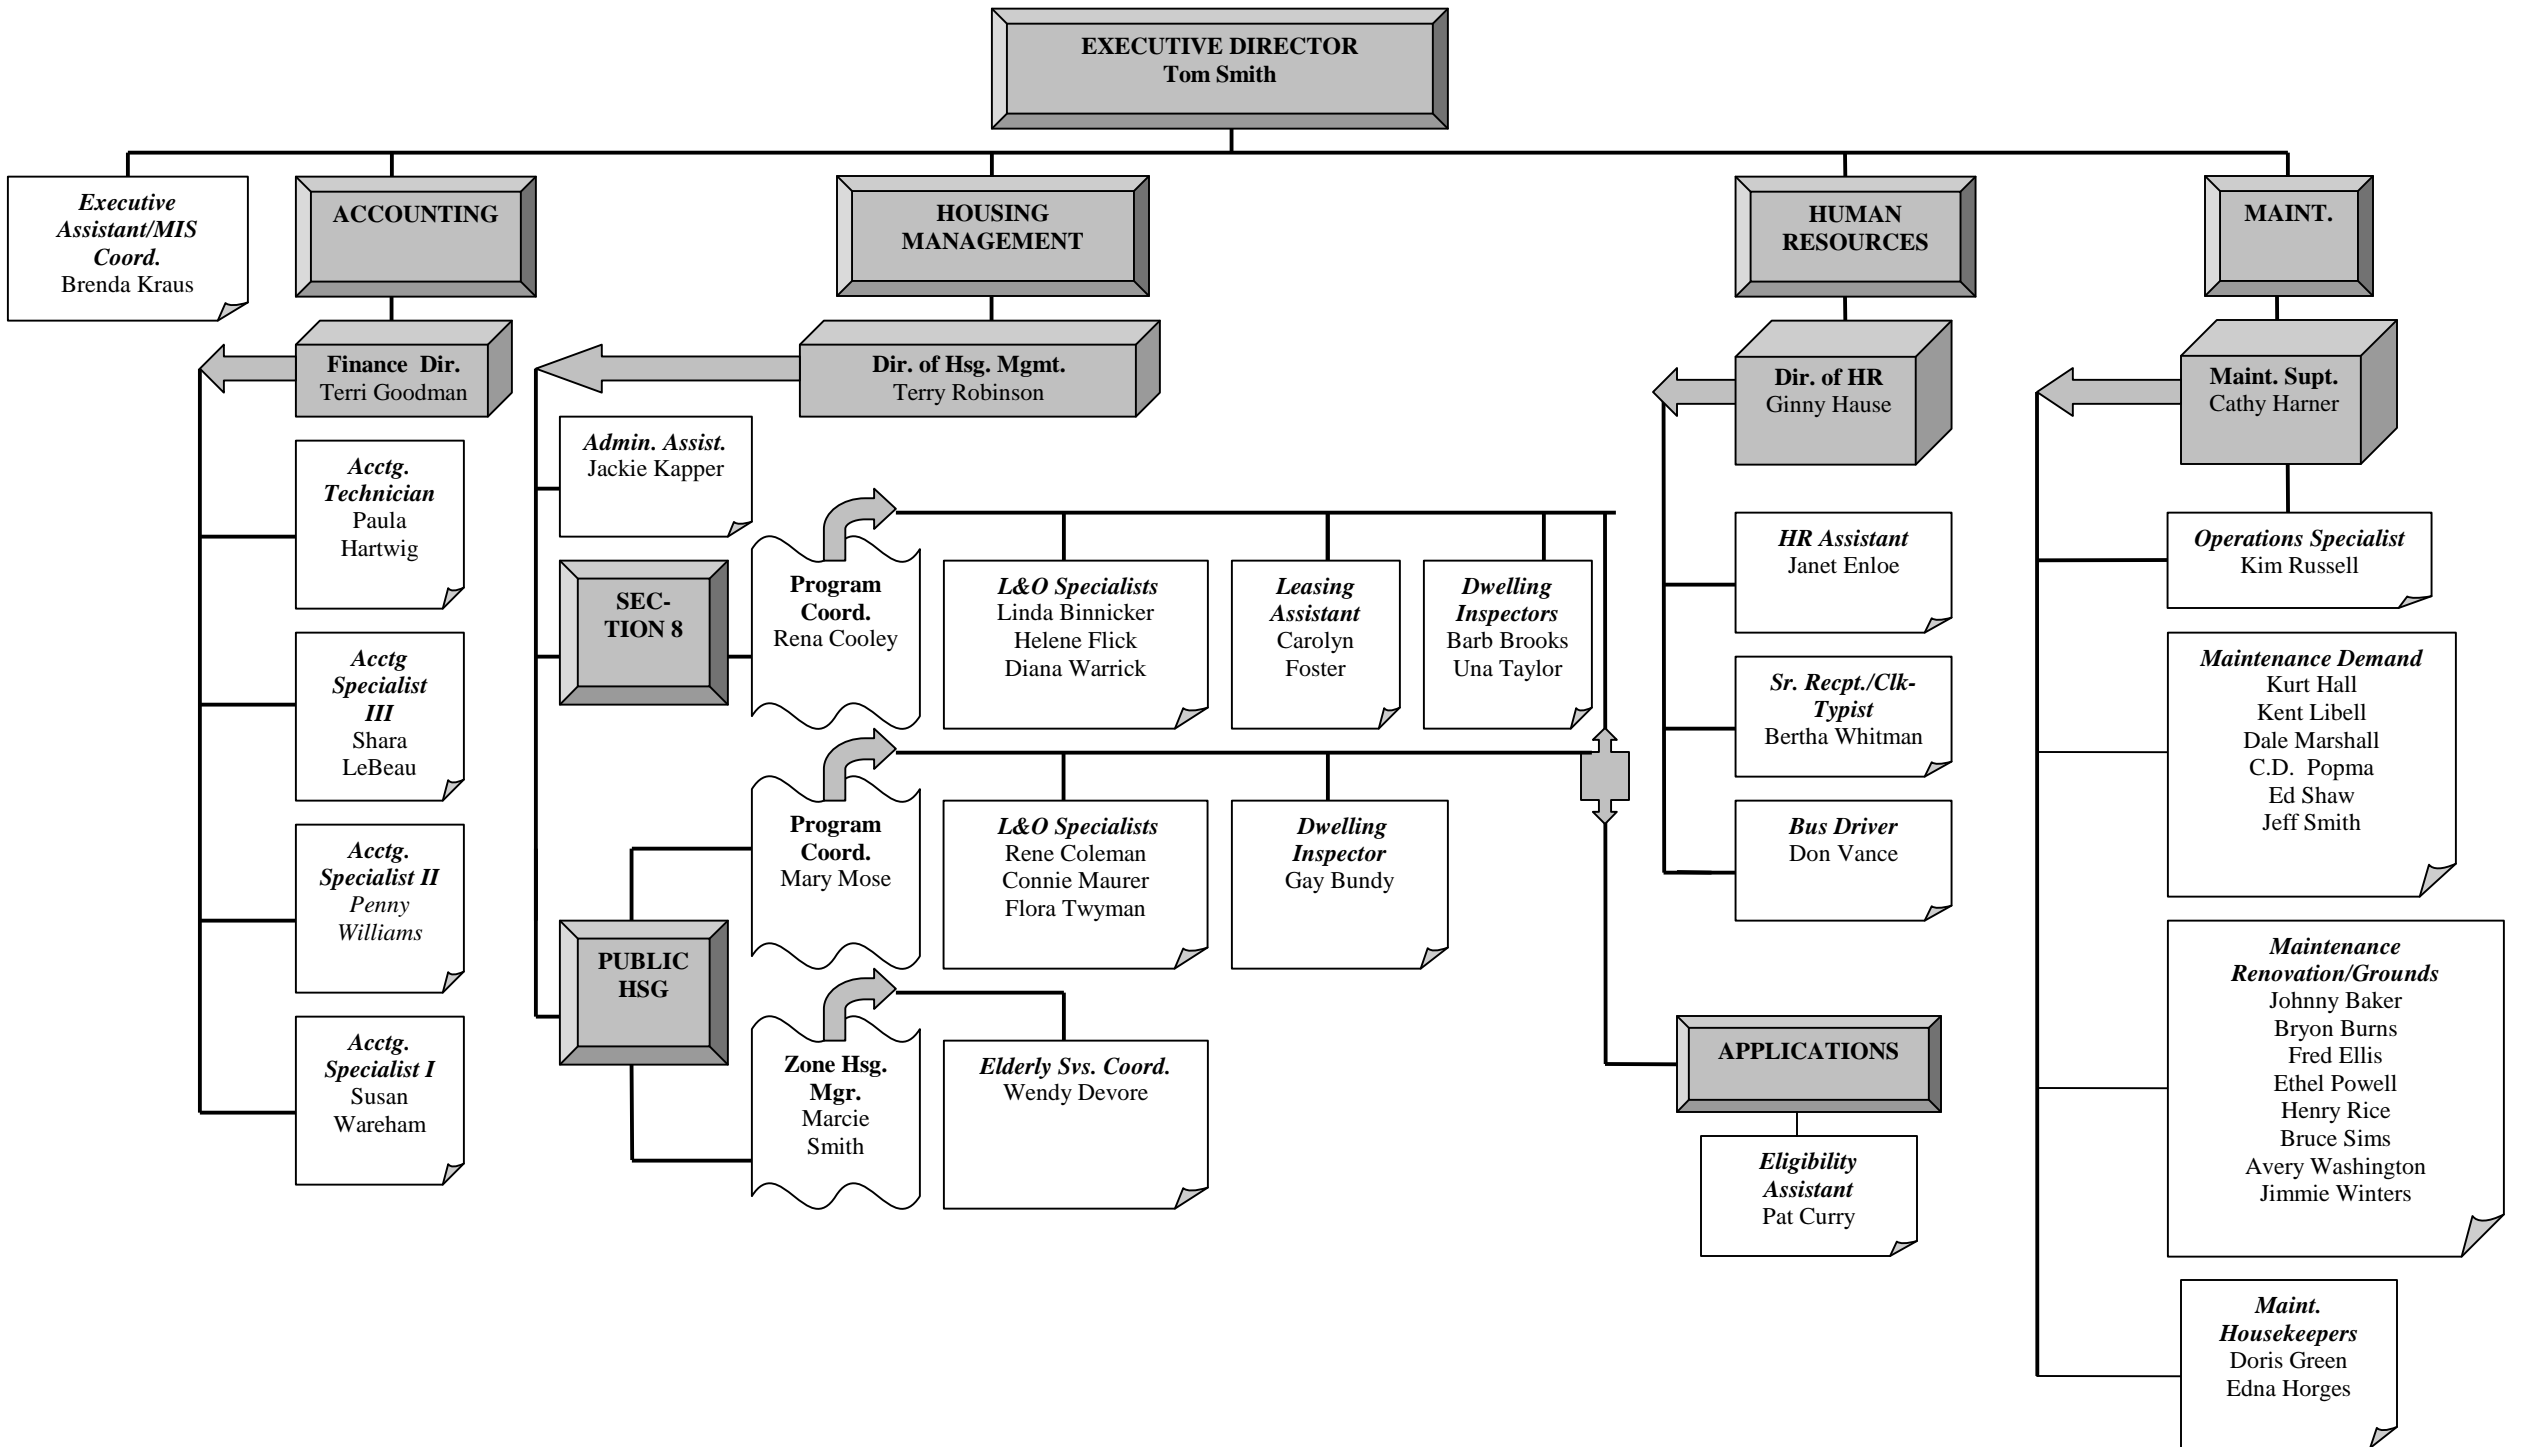 EXECUTIVE DIRECTOR
Tom Smith
Executive
Assistant/MIS
Coord.
Brenda Kraus
ACCOUNTING
HOUSING
MANAGEMENT
HUMAN
RESOURCES
MAINT.
Finance Dir.
Terri Goodman
Dir. of Hsg. Mgmt.
Terry Robinson
Dir. of HR
Ginny Hause
Maint. Supt.
Cathy Harner
Acctg.
Technician
Paula
Hartwig
Acctg
Specialist
III
Shara
LeBeau
Acctg.
Specialist II
Penny
Williams
Acctg.
Specialist I
Susan
Wareham
Admin. Assist.
Jackie Kapper
SEC-
TION 8
Program
Coord.
Rena Cooley
L&O Specialists
Linda Binnicker
Helene Flick
Diana Warrick
Leasing
Assistant
Carolyn
Foster
Dwelling
Inspectors
Barb Brooks
Una Taylor
PUBLIC
HSG
Program
Coord.
Mary Mose
L&O Specialists
Rene Coleman
Connie Maurer
Flora Twyman
Dwelling
Inspector
Gay Bundy
Zone Hsg.
Mgr.
Marcie
Smith
Elderly Svs. Coord.
Wendy Devore
HR Assistant
Janet Enloe
Sr. Recpt./Clk-
Typist
Bertha Whitman
Bus Driver
Don Vance
APPLICATIONS
Eligibility
Assistant
Pat Curry
Operations Specialist
Kim Russell
Maintenance Demand
Kurt Hall
Kent Libell
Dale Marshall
C.D. Popma
Ed Shaw
Jeff Smith
Maintenance
Renovation/Grounds
Johnny Baker
Bryon Burns
Fred Ellis
Ethel Powell
Henry Rice
Bruce Sims
Avery Washington
Jimmie Winters
Maint.
Housekeepers
Doris Green
Edna Horges